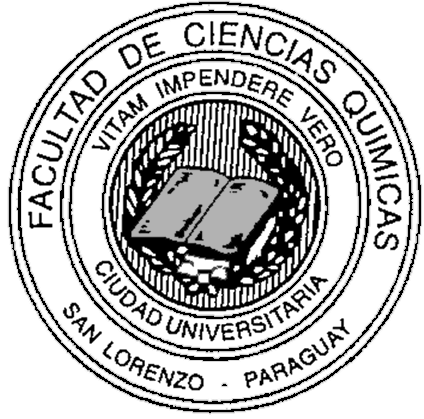 FACULTAD DE CIENCIAS QUIMICAS
VITAM IMPENDERE VERO
CIUDAD UNIVERSITARIA
SAN LORENZO - PARAGUAY